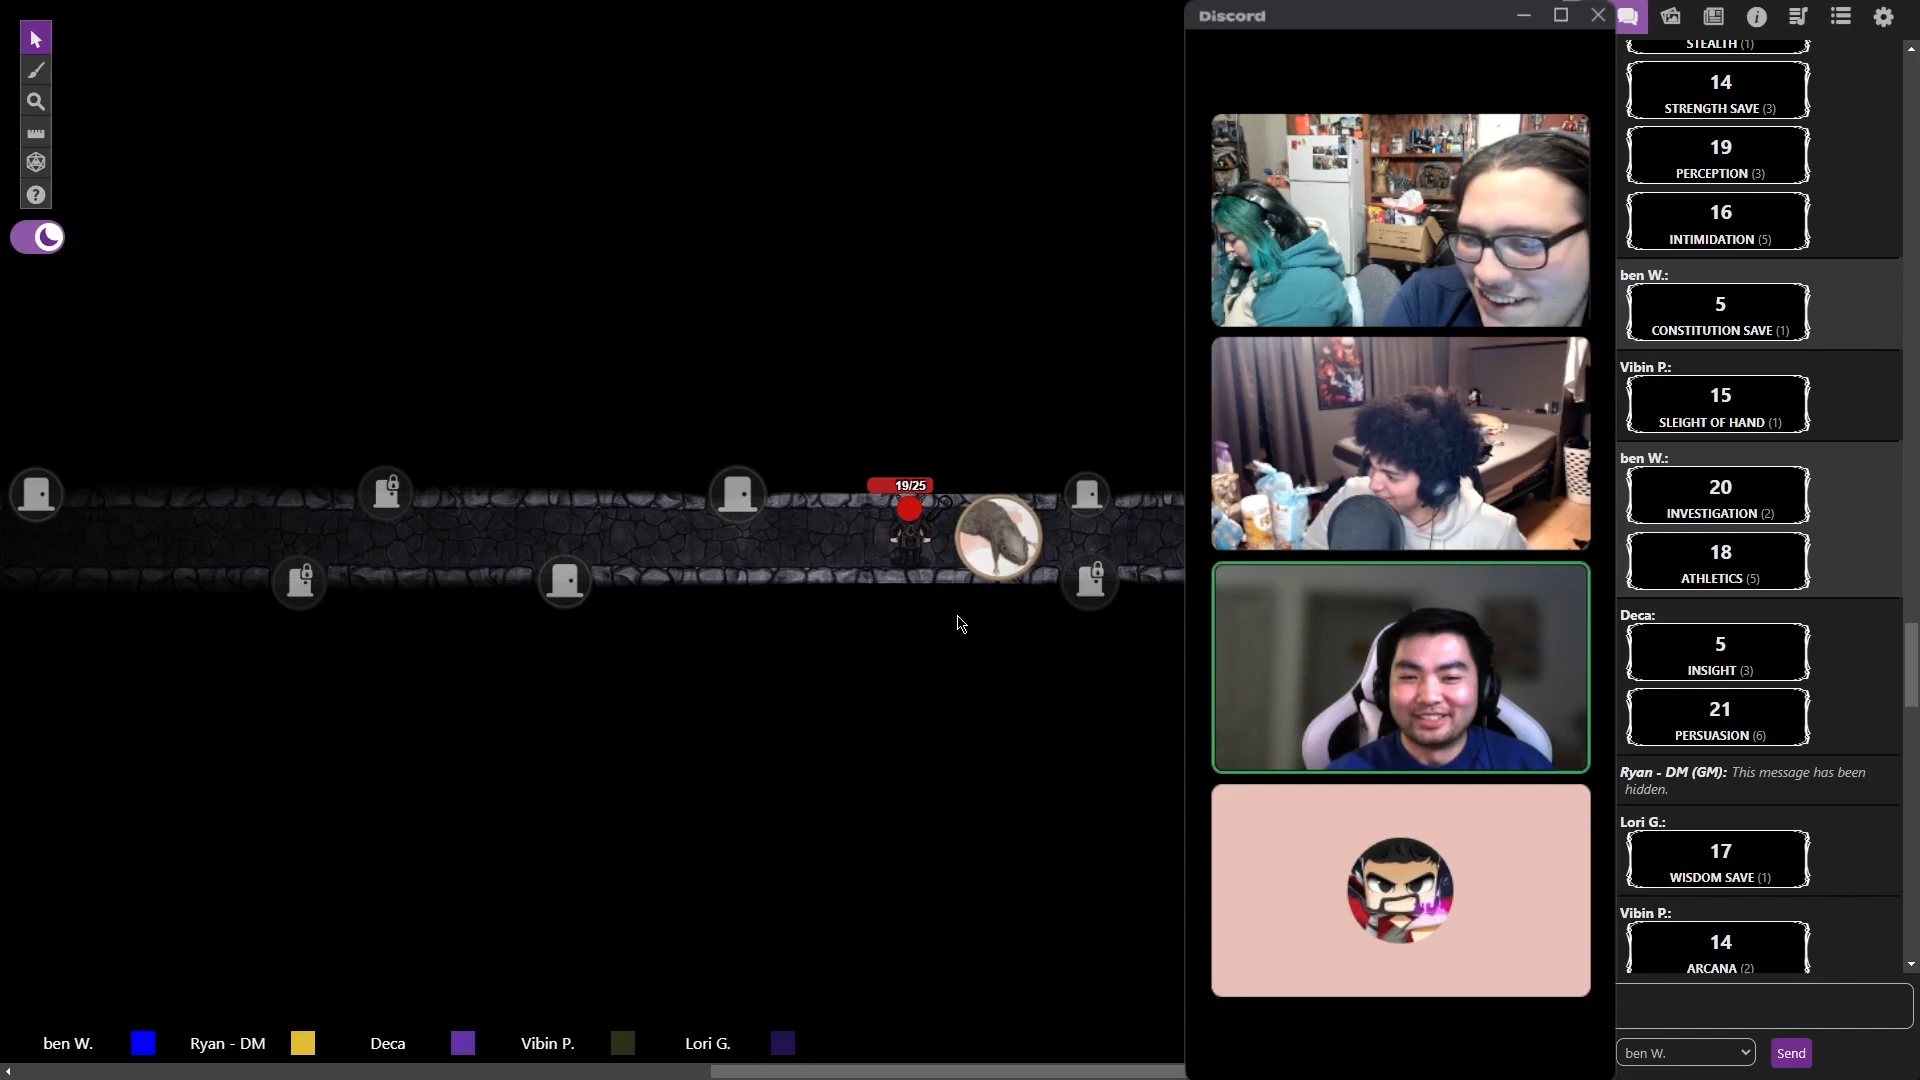 Discord
STEALTH (1)
14
STRENGTH SAVE (3)
19
PERCEPTION (3)
16
INTIMIDATION (5)
ben W.:
5
CONSTITUTION SAVE (1)
Vibin P.:
15
SLEIGHT OF HAND (1)
ben W.:
20
INVESTIGATION (2)
18
ATHLETICS (5)
Deca:
5
INSIGHT (3)
21
PERSUASION (6)
Ryan - DM (GM): This message has been
hidden.
Lori G.:
17
WISDOM SAVE (1)
Vibin P.:
14
ARCANA (2)
19/25
ben W.
Ryan - DM
Deca
Vibin P.
Lori G.
ben W.
Send